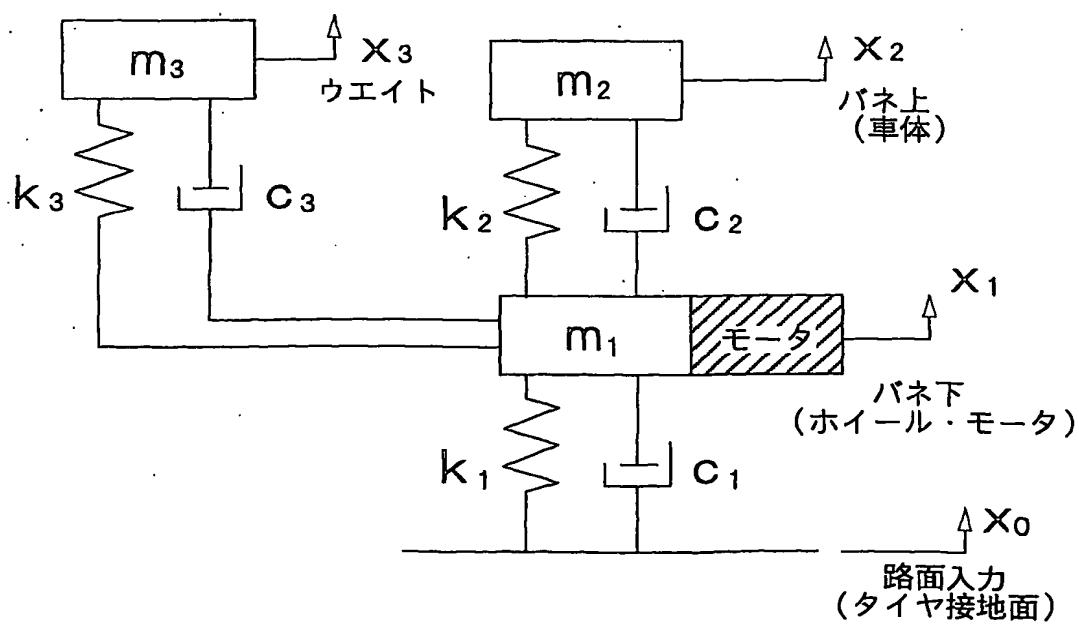 m₃
x₃
ウエイト
m₂
x₂
バネ上
(車体)
k₃
c₃
k₂
c₂
m₁
モータ
x₁
バネ下
(ホイール・モータ)
k₁
c₁
x₀
路面入力
(タイヤ接地面)